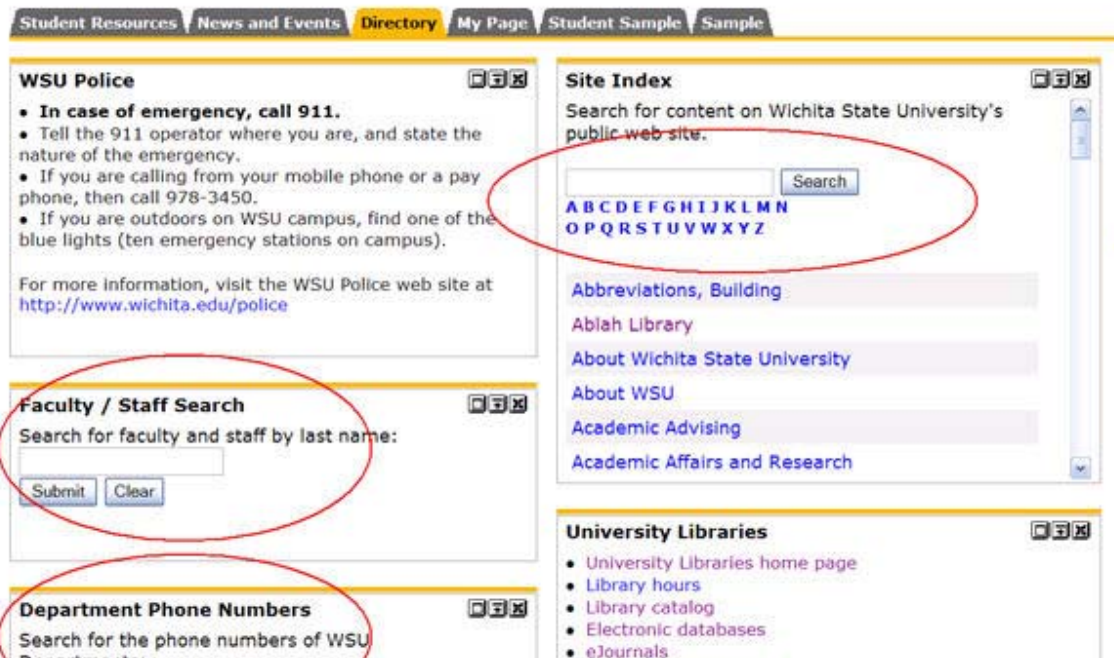 Student Resources News and Events Directory My Page Student Sample Sample
WSU Police
• In case of emergency, call 911.
• Tell the 911 operator where you are, and state the
nature of the emergency.
• If you are calling from your mobile phone or a pay
phone, then call 978-3450.
• If you are outdoors on WSU campus, find one of the
blue lights (ten emergency stations on campus).
For more information, visit the WSU Police web site at
http://www.wichita.edu/police
Faculty / Staff Search
Search for faculty and staff by last name:
Submit Clear
Department Phone Numbers
Search for the phone numbers of WSU
Site Index
Search for content on Wichita State University's
public web site.
Search
A B C D E F G H I J K L M N
O P Q R S T U V W X Y Z
Abbreviations, Building
Ablah Library
About Wichita State University
About WSU
Academic Advising
Academic Affairs and Research
University Libraries
• University Libraries home page
• Library hours
• Library catalog
• Electronic databases
• eJournals